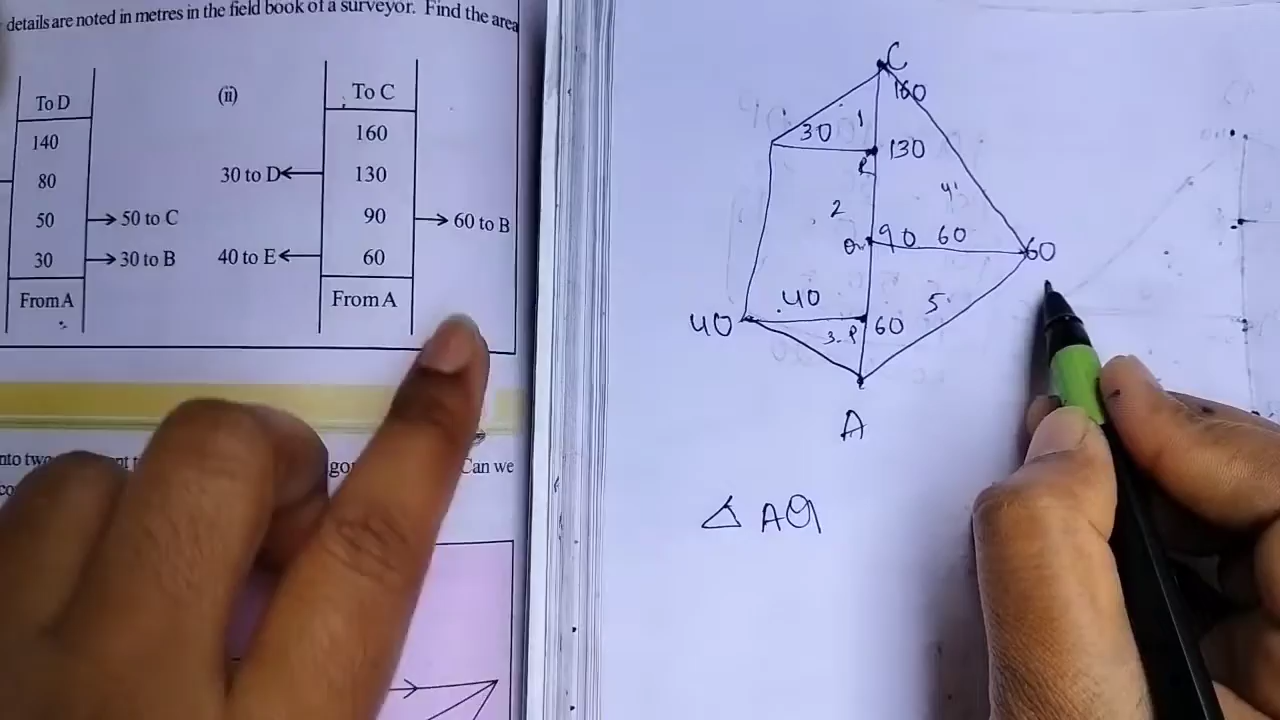 details are noted in metres in the field book of a surveyor. Find the area
To D
140
80
50
30
From A
50 to C
30 to B
(ii)
To C
160
130
90
60
From A
30 to D
40 to E
60 to B
Can we
C
160
30
1
130
R
4
2
Q
90
60
60
40
5
40
3
P
60
A
△ AQ